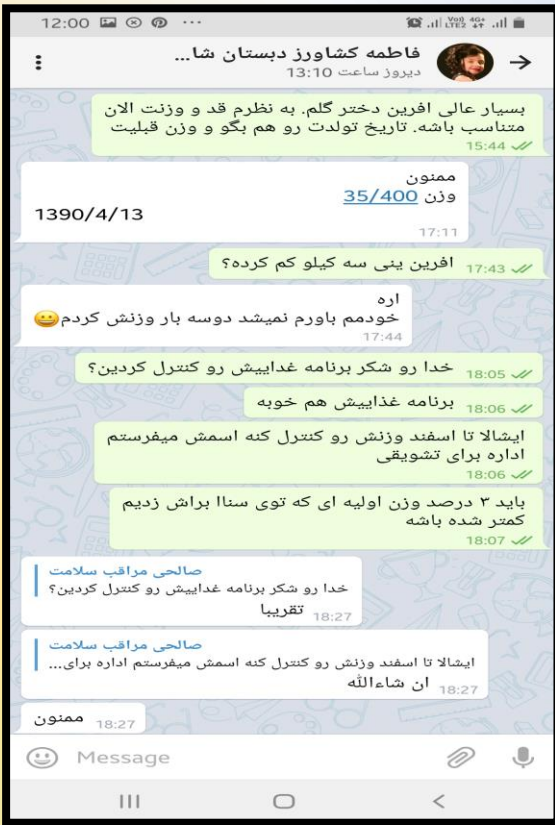 12:00
Vo)) 4G+
LTE2
فاطمه کشاورز دبستان شا...
دیروز ساعت 13:10
بسیار عالی افرین دختر گلم. به نظرم قد و وزنت الان
متناسب باشه. تاریخ تولدت رو هم بگو و وزن قبلیت
15:44
ممنون
وزن 35/400
1390/4/13
17:11
افرین ینی سه کیلو کم کرده؟
17:43
اره
خودمم باورم نمیشد دوسه بار وزنش کردم😀
17:44
خدا رو شکر برنامه غداییش رو کنترل کردین؟
18:05
برنامه غذاییش هم خوبه
18:06
ایشالا تا اسفند وزنش رو کنترل کنه اسمش میفرستم
اداره برای تشویقی
18:06
باید ۳ درصد وزن اولیه ای که توی سناا براش زدیم
کمتر شده باشه
18:07
صالحی مراقب سلامت
خدا رو شکر برنامه غداییش رو کنترل کردین؟
تقریبا
18:27
صالحی مراقب سلامت
ایشالا تا اسفند وزنش رو کنترل کنه اسمش میفرستم اداره برای...
ان شاءالله
18:27
ممنون
18:27
Message